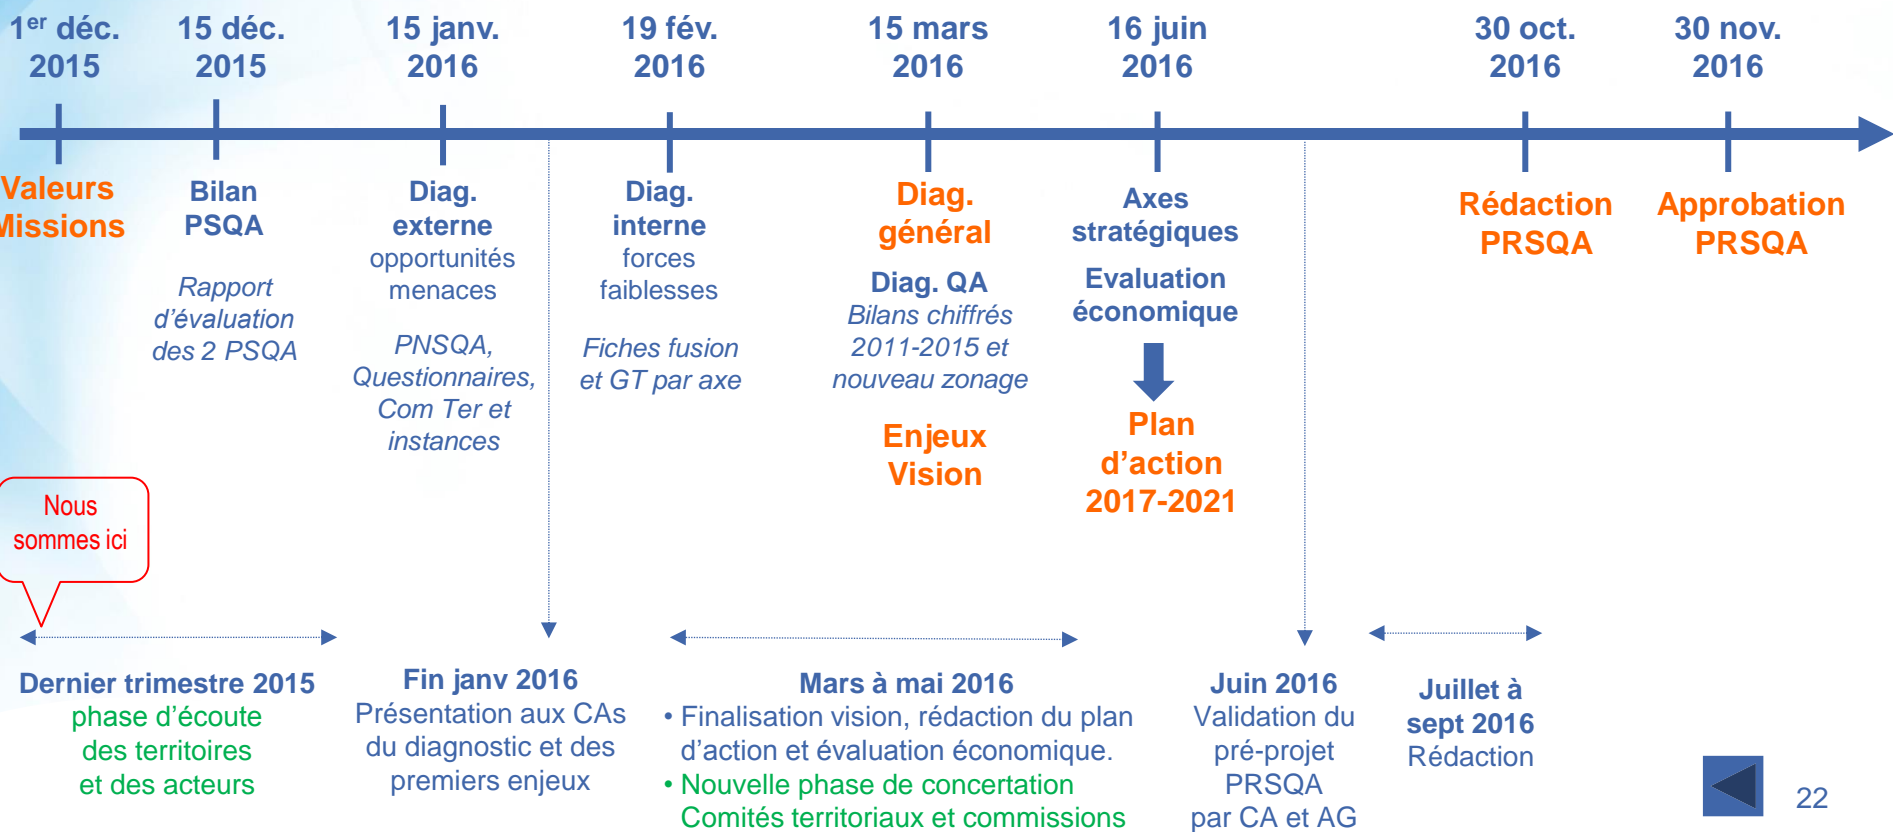 1er déc.
2015
15 déc.
2015
15 janv.
2016
19 fév.
2016
15 mars
2016
16 juin
2016
30 oct.
2016
30 nov.
2016
Valeurs
Missions
Bilan
PSQA
Rapport
d'évaluation
des 2 PSQA
Diag.
externe
opportunités
menaces
PNSQA,
Questionnaires,
Com Ter et
instances
Diag.
interne
forces
faiblesses
Fiches fusion
et GT par axe
Diag.
général
Diag. QA
Bilans chiffrés
2011-2015 et
nouveau zonage
Enjeux
Vision
Axes
stratégiques
Evaluation
économique
Plan
d'action
2017-2021
Rédaction
PRSQA
Approbation
PRSQA
Nous
sommes ici
Dernier trimestre 2015
phase d'écoute
des territoires
et des acteurs
Fin janv 2016
Présentation aux CAs
du diagnostic et des
premiers enjeux
Mars à mai 2016
• Finalisation vision, rédaction du plan
d'action et évaluation économique.
• Nouvelle phase de concertation
Comités territoriaux et commissions
Juin 2016
Validation du
pré-projet
PRSQA
par CA et AG
Juillet à
sept 2016
Rédaction
22